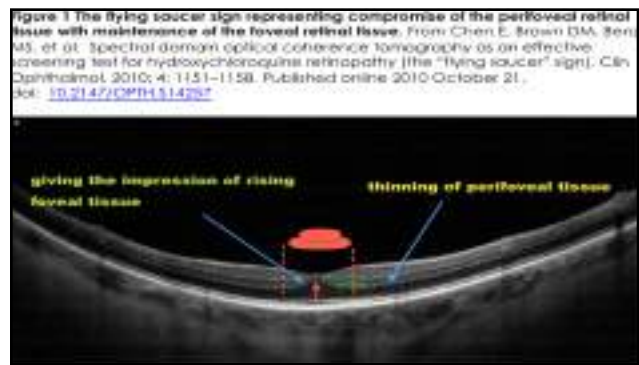 Figure 1 The flying saucer sign representing compromise of the perifoveal retinal
tissue with maintenance of the foveal retinal tissue. From Chen E, Brown DM, Benz
MS, et al. Spectral domain optical coherence tomography as an effective
screening test for hydroxychloroquine retinopathy (the "flying saucer" sign). Clin
Ophthalmol. 2010; 4: 1151–1158. Published online 2010 October 21.
doi: 10.2147/OPTH.S14257
giving the impression of rising
foveal tissue
thinning of perifoveal tissue